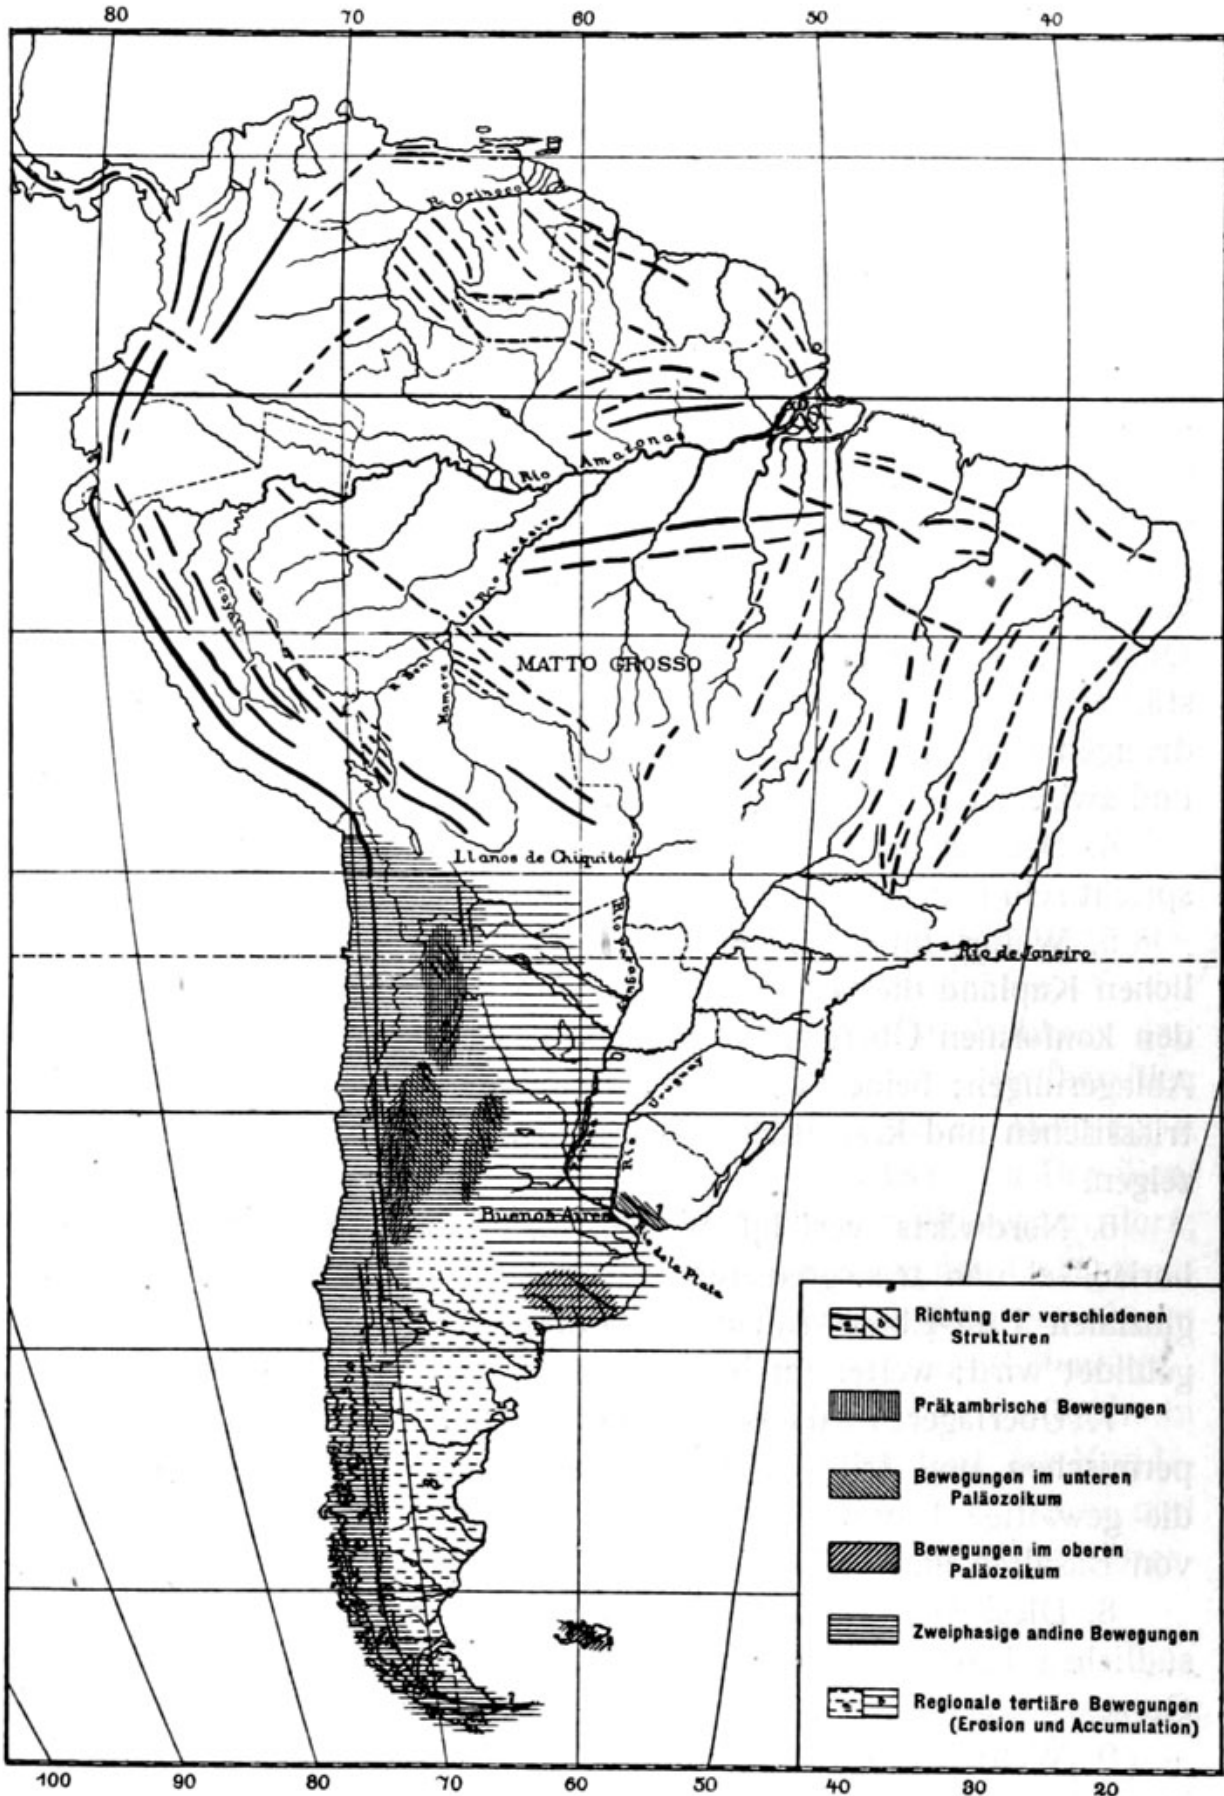 80 70 60 50 40
R. Orinoco
Rio Amazonas
Rio Madeira
Ucayali
R. Beni
Mamore
MATTO GROSSO
Llanos de Chiquitos
Rio de Janeiro
Uruguay
Rio
Buenos Aires
Rio de la Plata
Richtung der verschiedenen
Strukturen
Präkambrische Bewegungen
Bewegungen im unteren
Paläozoikum
Bewegungen im oberen
Paläozoikum
Zweiphasige andine Bewegungen
Regionale tertiäre Bewegungen
(Erosion und Accumulation)
100 90 80 70 60 50 40 30 20